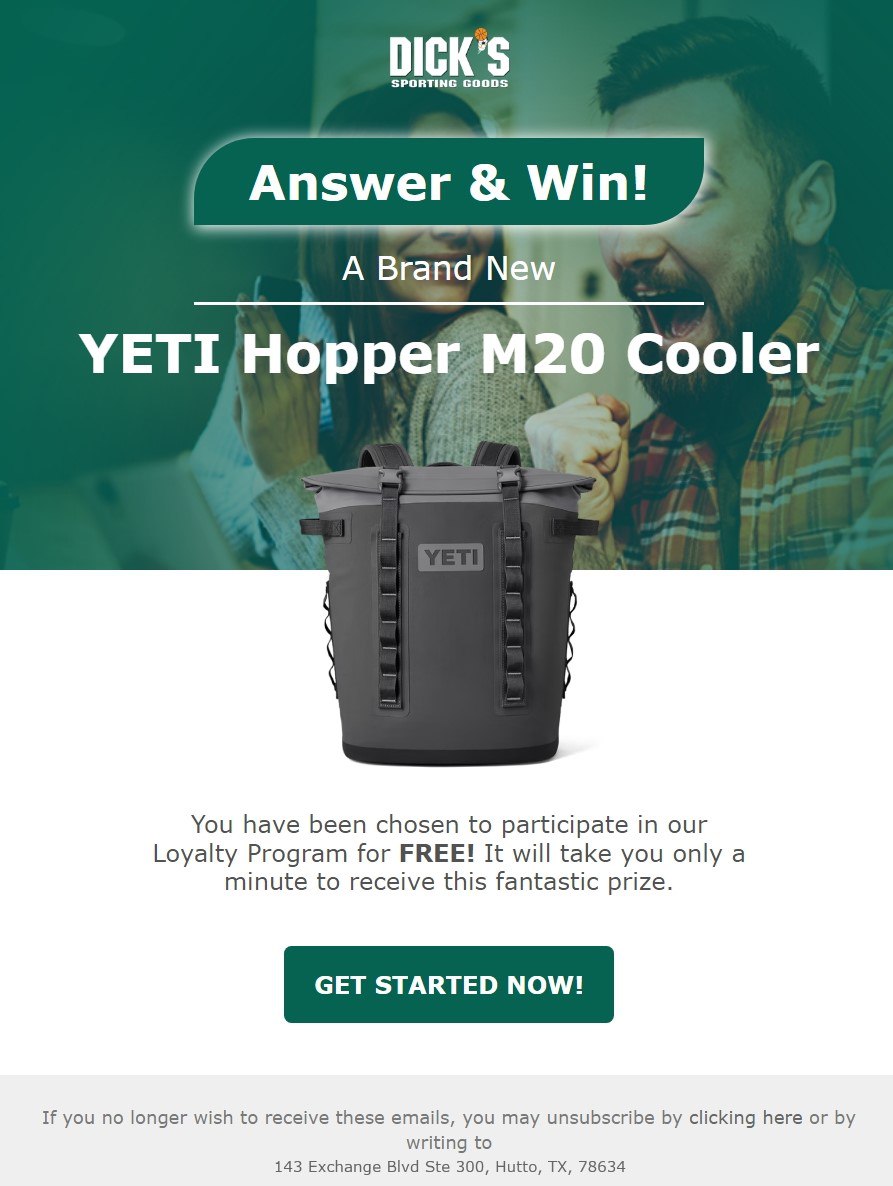 DICK'S
SPORTING GOODS
Answer & Win!
A Brand New
YETI Hopper M20 Cooler
YETI
You have been chosen to participate in our
Loyalty Program for FREE! It will take you only a
minute to receive this fantastic prize.
GET STARTED NOW!
If you no longer wish to receive these emails, you may unsubscribe by clicking here or by
writing to
143 Exchange Blvd Ste 300, Hutto, TX, 78634